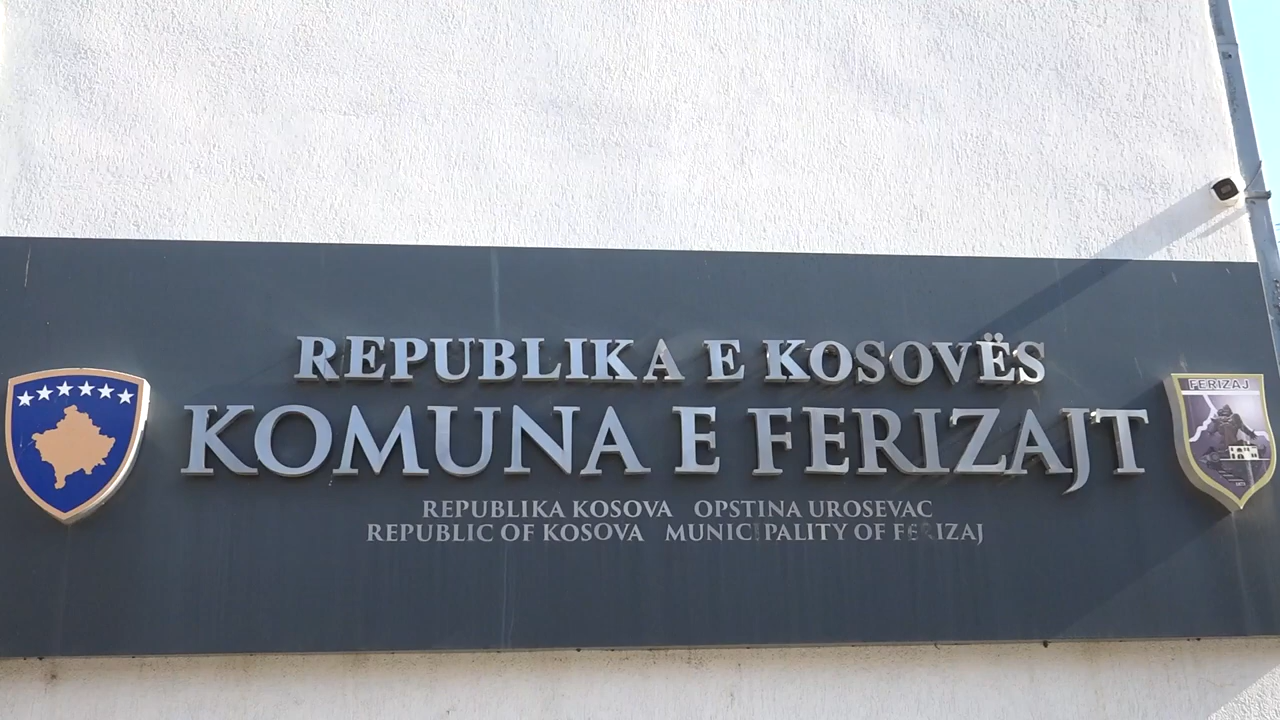 REPUBLIKA E KOSOVËS
KOMUNA E FERIZAJT
REPUBLIKA KOSOVA OPSTINA UROSEVAC
REPUBLIC OF KOSOVA MUNICIPALITY OF FERIZAJ
FERIZAJ